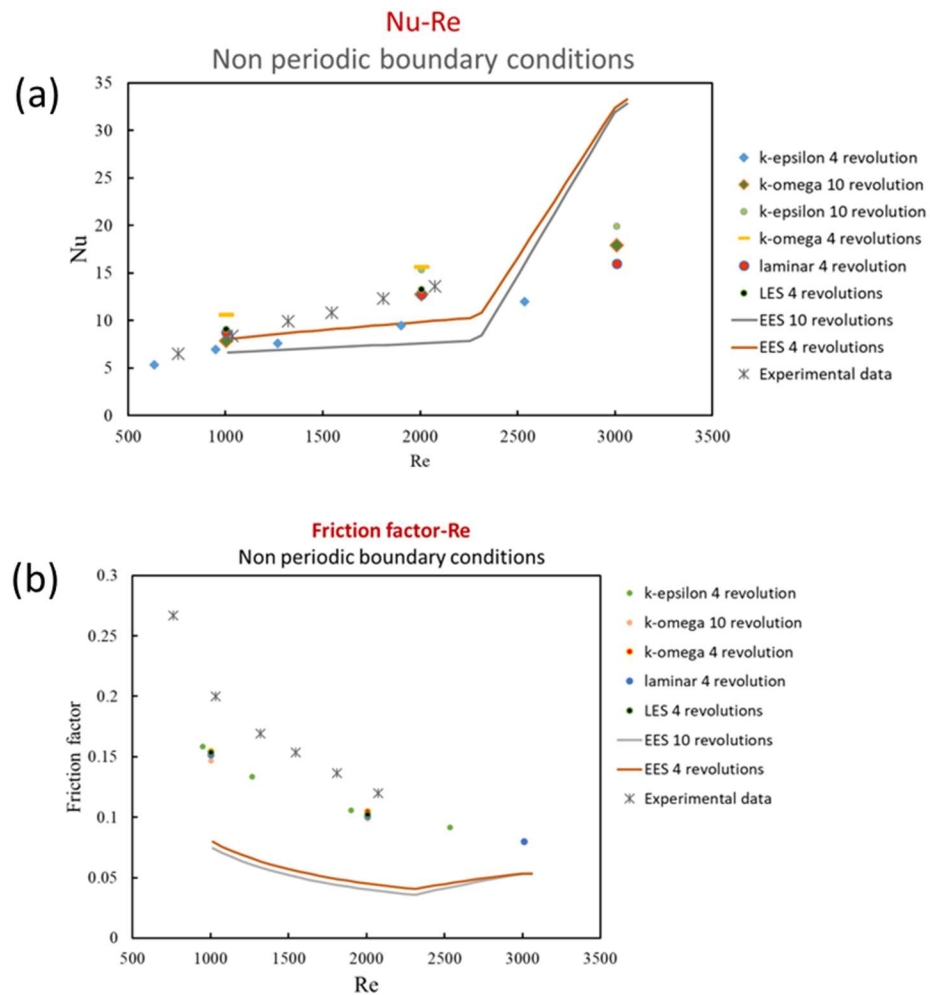 Nu-Re
Non periodic boundary conditions
(a)
35
30
25
20
15
10
5
0
Nu
500 1000 1500 2000 2500 3000 3500
Re
k-epsilon 4 revolution
k-omega 10 revolution
k-epsilon 10 revolution
k-omega 4 revolutions
laminar 4 revolution
LES 4 revolutions
EES 10 revolutions
EES 4 revolutions
Experimental data
Friction factor-Re
Non periodic boundary conditions
(b)
0.3
0.25
0.2
0.15
0.1
0.05
0
Friction factor
500 1000 1500 2000 2500 3000 3500
Re
k-epsilon 4 revolution
k-omega 10 revolution
k-omega 4 revolution
laminar 4 revolution
LES 4 revolutions
EES 10 revolutions
EES 4 revolutions
Experimental data